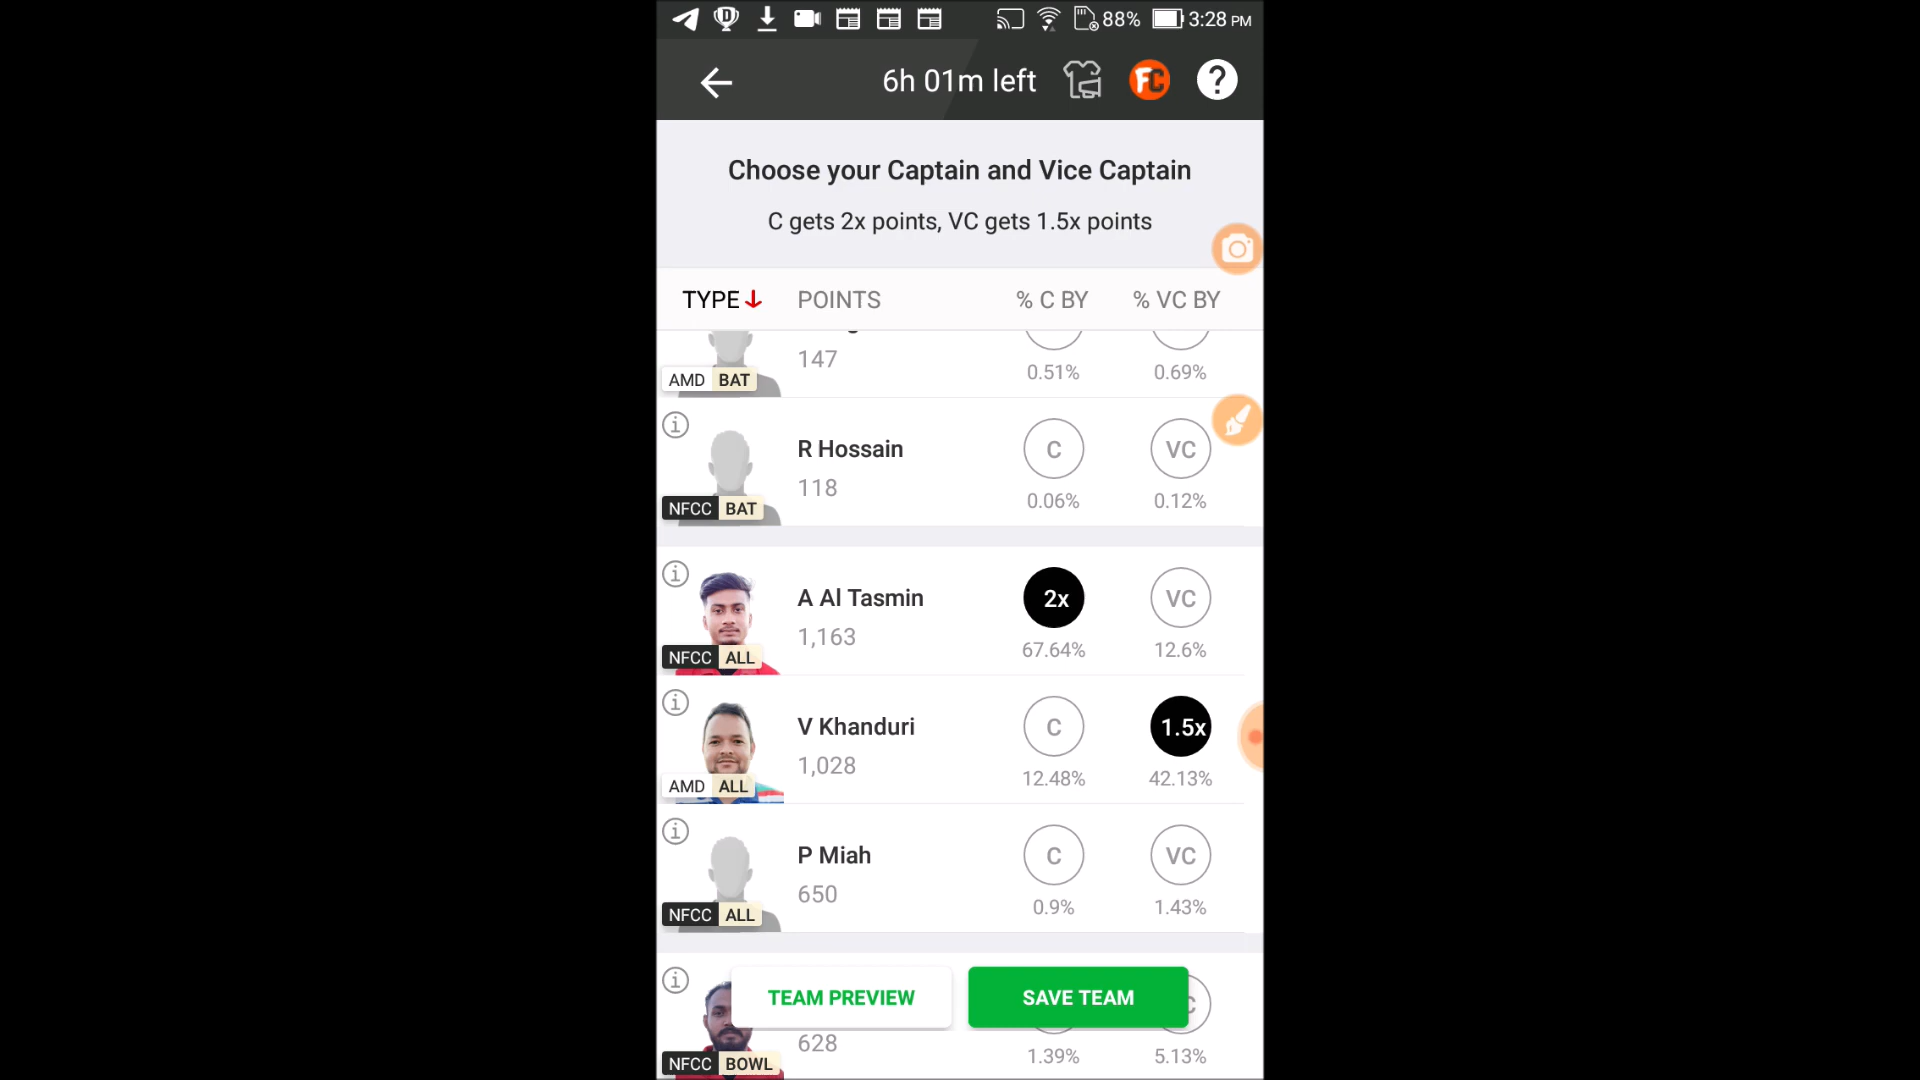 88% 3:28 PM
6h 01m left FC ?
Choose your Captain and Vice Captain
C gets 2x points, VC gets 1.5x points
TYPE POINTS % C BY % VC BY
147
0.51% 0.69%
AMD BAT
R Hossain C VC
118
0.06% 0.12%
NFCC BAT
A Al Tasmin 2x VC
1,163
67.64% 12.6%
NFCC ALL
V Khanduri C 1.5x
1,028
12.48% 42.13%
AMD ALL
P Miah C VC
650
0.9% 1.43%
NFCC ALL
TEAM PREVIEW SAVE TEAM
628
1.39% 5.13%
NFCC BOWL